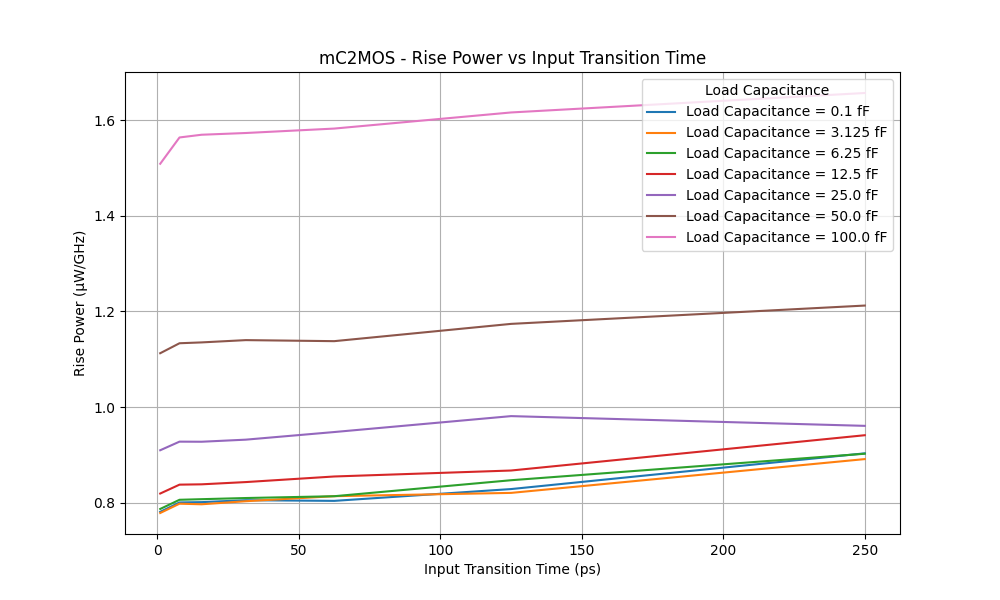 mC2MOS - Rise Power vs Input Transition Time
Load Capacitance
Load Capacitance = 0.1 fF
Load Capacitance = 3.125 fF
Load Capacitance = 6.25 fF
Load Capacitance = 12.5 fF
Load Capacitance = 25.0 fF
Load Capacitance = 50.0 fF
Load Capacitance = 100.0 fF
Rise Power (μW/GHz)
1.6
1.4
1.2
1.0
0.8
0 50 100 150 200 250
Input Transition Time (ps)